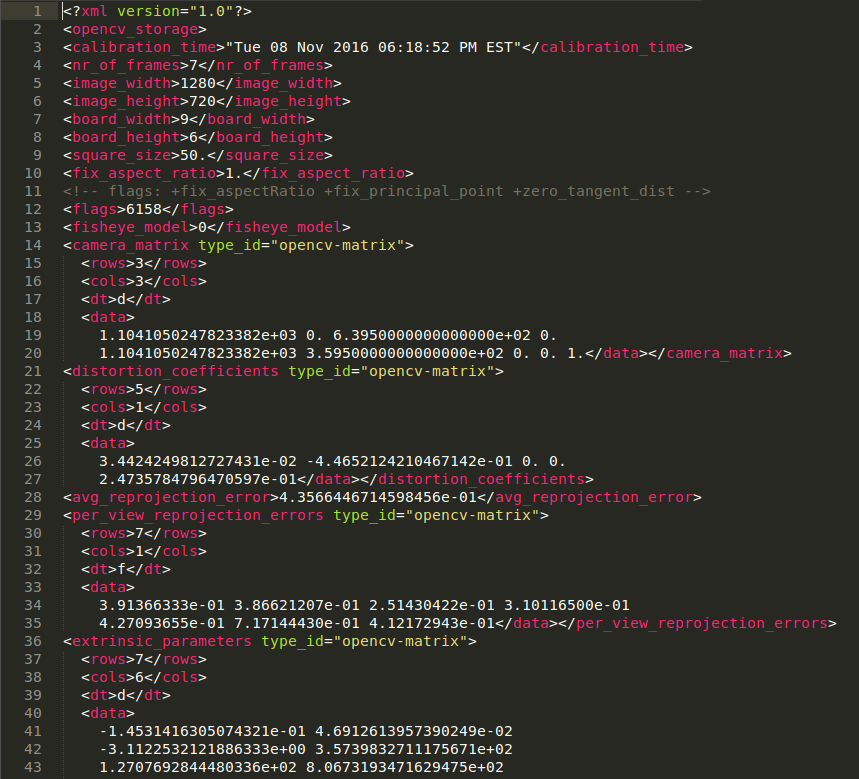 1 <?xml version="1.0"?>
2 <opencv_storage>
3 <calibration_time>"Tue 08 Nov 2016 06:18:52 PM EST"</calibration_time>
4 <nr_of_frames>7</nr_of_frames>
5 <image_width>1280</image_width>
6 <image_height>720</image_height>
7 <board_width>9</board_width>
8 <board_height>6</board_height>
9 <square_size>50.</square_size>
10 <fix_aspect_ratio>1.</fix_aspect_ratio>
11 <!-- flags: +fix_aspectRatio +fix_principal_point +zero_tangent_dist -->
12 <flags>6158</flags>
13 <fisheye_model>0</fisheye_model>
14 <camera_matrix type_id="opencv-matrix">
15 <rows>3</rows>
16 <cols>3</cols>
17 <dt>d</dt>
18 <data>
19 1.1041050247823382e+03 0. 6.3950000000000000e+02 0.
20 1.1041050247823382e+03 3.5950000000000000e+02 0. 0. 1.</data></camera_matrix>
21 <distortion_coefficients type_id="opencv-matrix">
22 <rows>5</rows>
23 <cols>1</cols>
24 <dt>d</dt>
25 <data>
26 3.4424249812727431e-02 -4.4652124210467142e-01 0. 0.
27 2.4735784796470597e-01</data></distortion_coefficients>
28 <avg_reprojection_error>4.3566446714598456e-01</avg_reprojection_error>
29 <per_view_reprojection_errors type_id="opencv-matrix">
30 <rows>7</rows>
31 <cols>1</cols>
32 <dt>f</dt>
33 <data>
34 3.91366333e-01 3.86621207e-01 2.51430422e-01 3.10116500e-01
35 4.27093655e-01 7.17144430e-01 4.12172943e-01</data></per_view_reprojection_errors>
36 <extrinsic_parameters type_id="opencv-matrix">
37 <rows>7</rows>
38 <cols>6</cols>
39 <dt>d</dt>
40 <data>
41 -1.4531416305074321e-01 4.6912613957390249e-02
42 -3.1122532121886333e+00 3.5739832711175671e+02
43 1.2707692844480336e+02 8.0673193471629475e+02